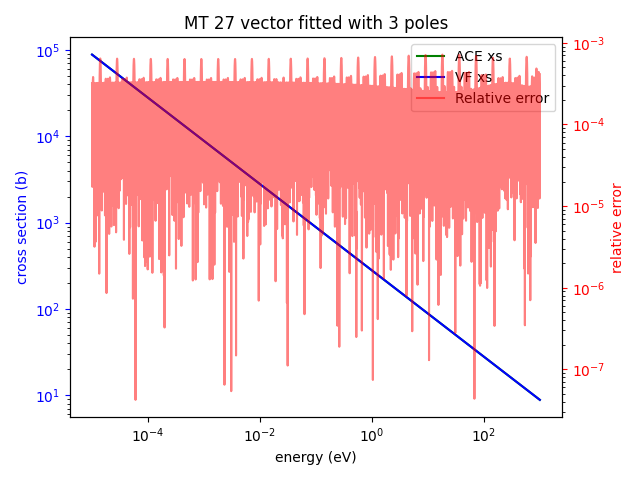 MT 27 vector fitted with 3 poles
ACE xs
VF xs
Relative error
10^5
10^4
10^3
10^2
10^1
cross section (b)
10^-3
10^-4
10^-5
10^-6
10^-7
relative error
10^-4
10^-2
10^0
10^2
energy (eV)